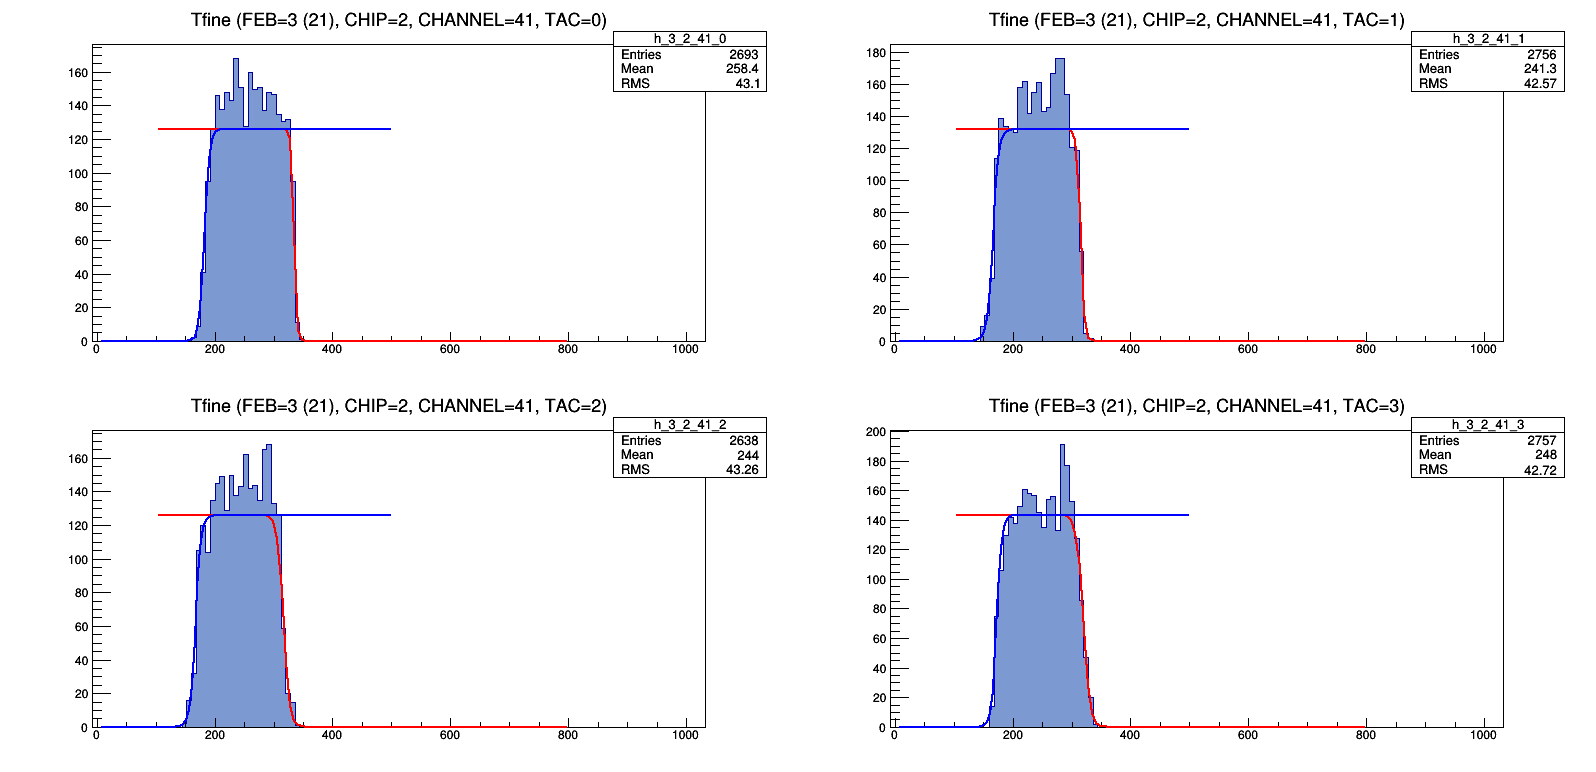 Tfine (FEB=3 (21), CHIP=2, CHANNEL=41, TAC=0)
h_3_2_41_0
Entries 2693
Mean 258.4
RMS 43.1
160
140
120
100
80
60
40
20
0
0 200 400 600 800 1000
Tfine (FEB=3 (21), CHIP=2, CHANNEL=41, TAC=1)
h_3_2_41_1
Entries 2756
Mean 241.3
RMS 42.57
180
160
140
120
100
80
60
40
20
0
0 200 400 600 800 1000
Tfine (FEB=3 (21), CHIP=2, CHANNEL=41, TAC=2)
h_3_2_41_2
Entries 2638
Mean 244
RMS 43.26
160
140
120
100
80
60
40
20
0
0 200 400 600 800 1000
Tfine (FEB=3 (21), CHIP=2, CHANNEL=41, TAC=3)
h_3_2_41_3
Entries 2757
Mean 248
RMS 42.72
200
180
160
140
120
100
80
60
40
20
0
0 200 400 600 800 1000